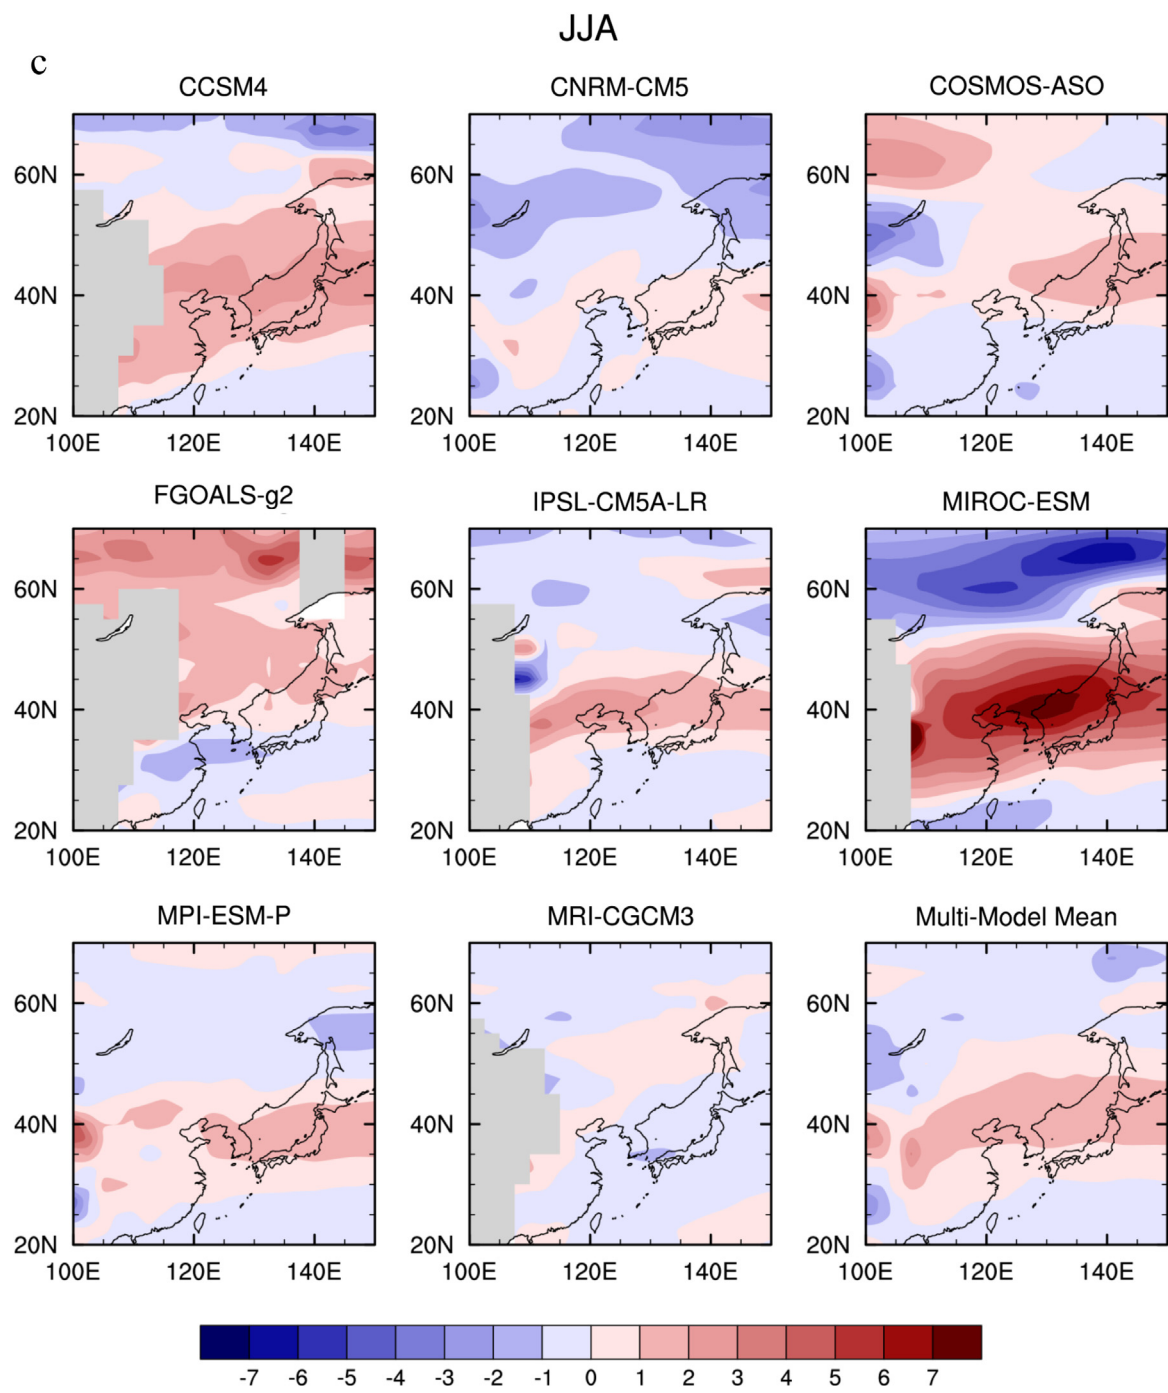 JJA
c
CCSM4
CNRM-CM5
COSMOS-ASO
60N
40N
20N
100E 120E 140E
60N
40N
20N
100E 120E 140E
60N
40N
20N
100E 120E 140E
FGOALS-g2
IPSL-CM5A-LR
MIROC-ESM
60N
40N
20N
100E 120E 140E
60N
40N
20N
100E 120E 140E
60N
40N
20N
100E 120E 140E
MPI-ESM-P
MRI-CGCM3
Multi-Model Mean
60N
40N
20N
100E 120E 140E
60N
40N
20N
100E 120E 140E
60N
40N
20N
100E 120E 140E
-7 -6 -5 -4 -3 -2 -1 0 1 2 3 4 5 6 7